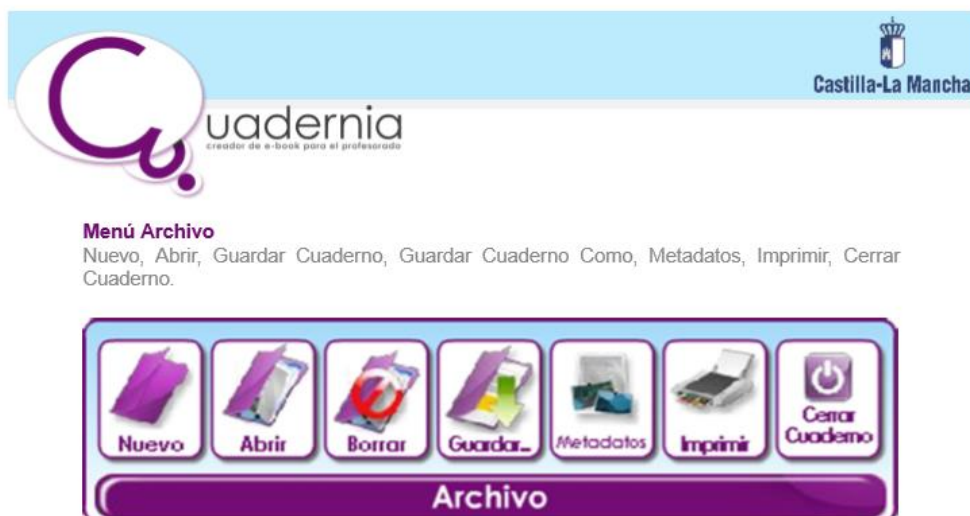 Castilla-La Mancha
Cuadernia
creador de e-book para el profesorado
Menú Archivo
Nuevo, Abrir, Guardar Cuaderno, Guardar Cuaderno Como, Metadatos, Imprimir, Cerrar
Cuaderno.
Nuevo
Abrir
Borrar
Guardar...
Metadatos
Imprimir
Cerrar
Cuaderno
Archivo